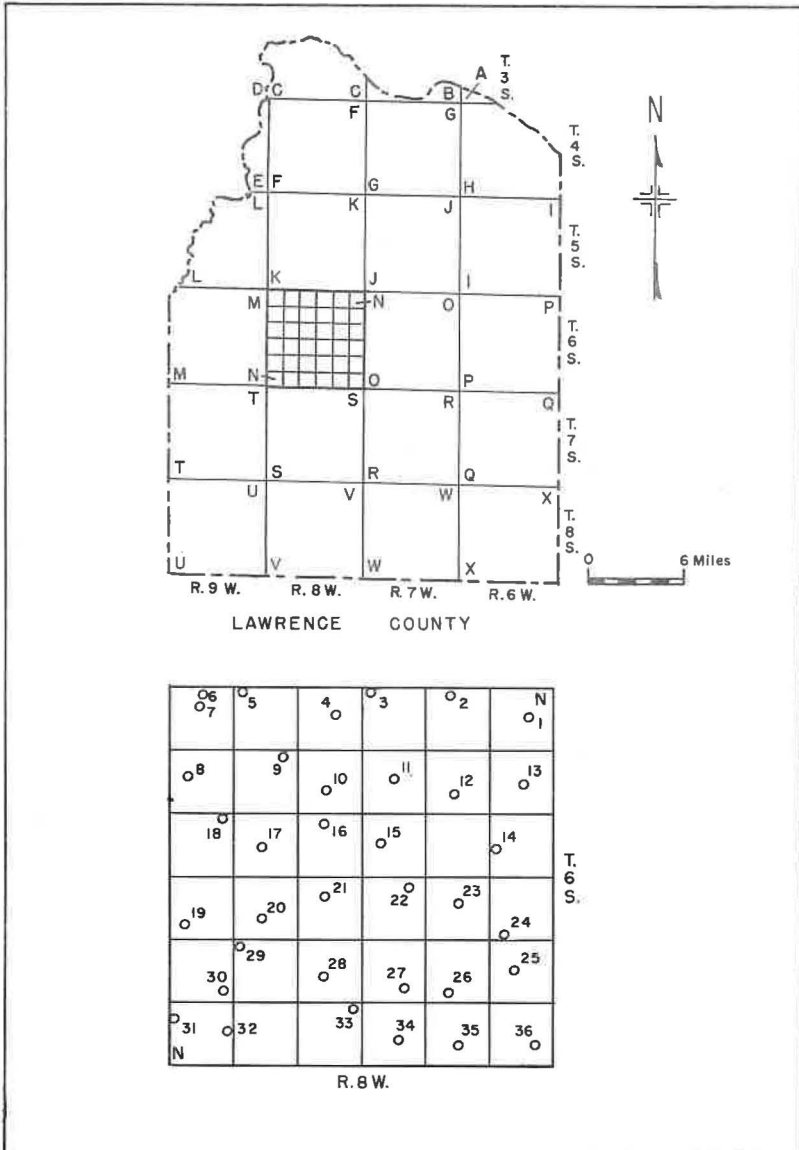 A
T.
3
S.
D C
C
B
F
G
N
T.
4
S.
E F
G
H
L
K
J
I
T.
5
S.
L
K
J
I
M
N
O
P
T.
6
S.
M
N
O
P
T
S
R
Q
T.
7
S.
T
S
R
Q
U
V
W
X
T.
8
S.
0 6 Miles
U
V
W
X
R. 9 W. R. 8 W. R. 7 W. R. 6 W.
LAWRENCE COUNTY
6 5 4 3 2 N
7 1
8 9 10 11 12 13
18 17 16 15 14
T.
6
S.
19 20 21 22 23 24
29
30 28 27 26 25
31 32 33 34 35 36
N
R. 8 W.